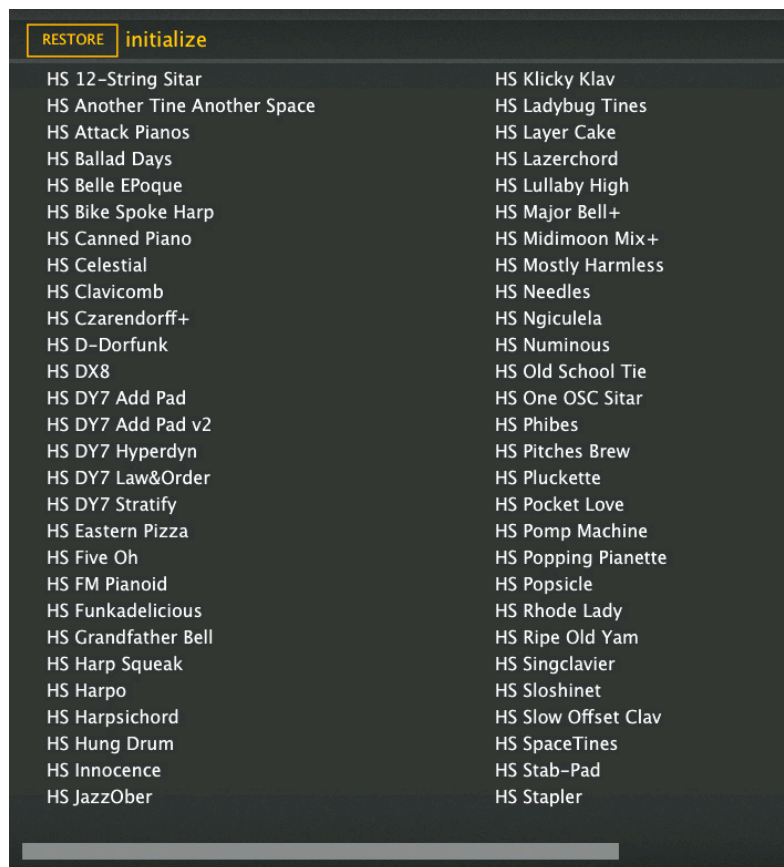 RESTORE initialize
HS 12-String Sitar
HS Another Tine Another Space
HS Attack Pianos
HS Ballad Days
HS Belle EPoque
HS Bike Spoke Harp
HS Canned Piano
HS Celestial
HS Clavicomb
HS Czarendorff+
HS D-Dorfunk
HS DX8
HS DY7 Add Pad
HS DY7 Add Pad v2
HS DY7 Hyperdyn
HS DY7 Law&Order
HS DY7 Stratify
HS Eastern Pizza
HS Five Oh
HS FM Pianoid
HS Funkadelicious
HS Grandfather Bell
HS Harp Squeak
HS Harpo
HS Harpsichord
HS Hung Drum
HS Innocence
HS JazzOber
HS Klicky Klav
HS Ladybug Tines
HS Layer Cake
HS Lazerchord
HS Lullaby High
HS Major Bell+
HS Midimoon Mix+
HS Mostly Harmless
HS Needles
HS Ngiculela
HS Numinous
HS Old School Tie
HS One OSC Sitar
HS Phibes
HS Pitches Brew
HS Pluckette
HS Pocket Love
HS Pomp Machine
HS Popping Pianette
HS Popsicle
HS Rhode Lady
HS Ripe Old Yam
HS Singclavier
HS Sloshinet
HS Slow Offset Clav
HS SpaceTines
HS Stab-Pad
HS Stapler